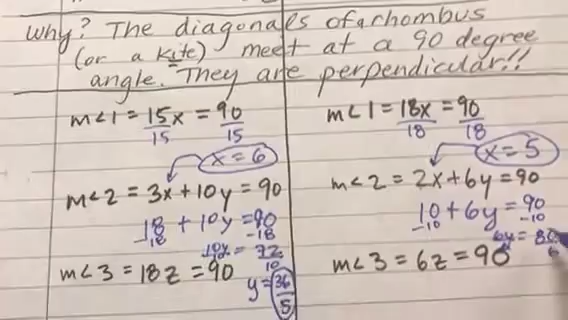 Why? The diagonals of a rhombus
(or a kite) meet at a 90 degree
angle. They are perpendicular!!
m<1 = 15x = 90
15 15
x = 6
m<2 = 3x + 10y = 90
18 + 10y = 90
-18 -18
10y = 72
10
m<3 = 18z = 90
y = 36
5
m<1 = 18x = 90
18 18
x = 5
m<2 = 2x + 6y = 90
10 + 6y = 90
-10 -10
6y = 80
6
m<3 = 6z = 90